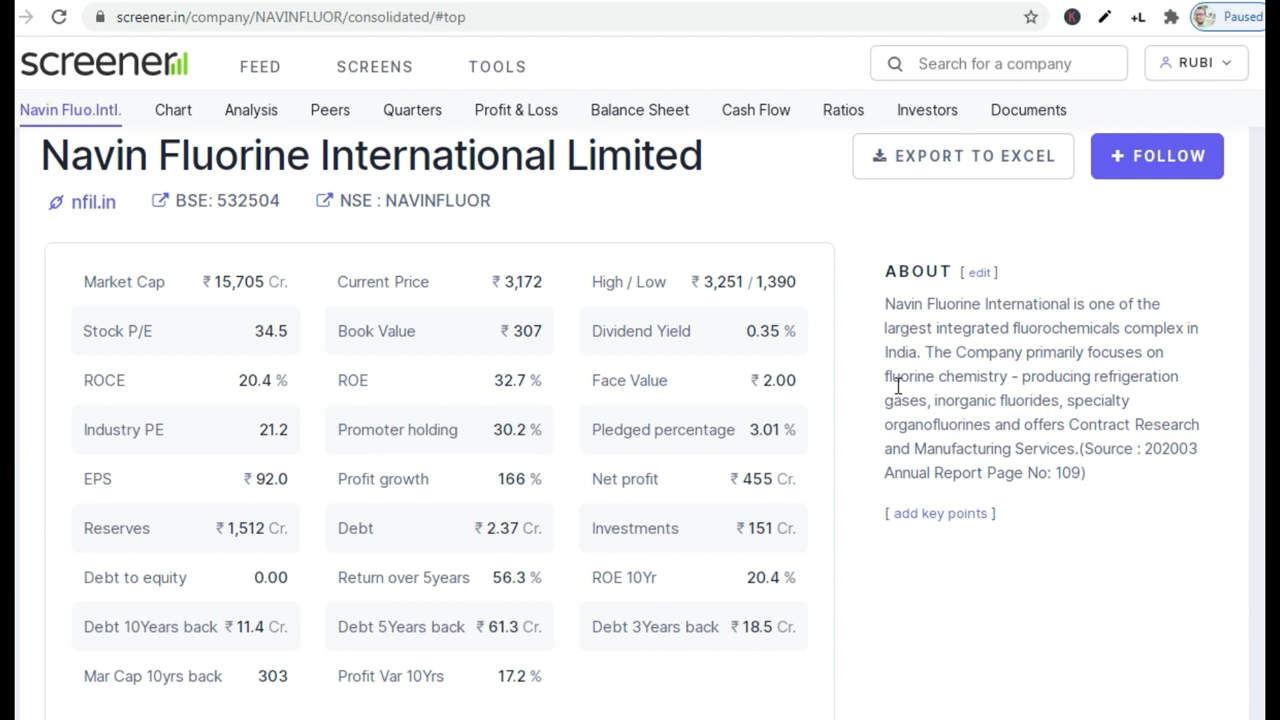 screener.in/company/NAVINFLUOR/consolidated/#top
K
+L
Paused
screener
FEED SCREENS TOOLS
Search for a company
RUBI
Navin Fluo.Intl. Chart Analysis Peers Quarters Profit & Loss Balance Sheet Cash Flow Ratios Investors Documents
Navin Fluorine International Limited
EXPORT TO EXCEL
+ FOLLOW
nfil.in BSE: 532504 NSE : NAVINFLUOR
Market Cap ₹ 15,705 Cr. Current Price ₹ 3,172 High / Low ₹ 3,251 / 1,390
Stock P/E 34.5 Book Value ₹ 307 Dividend Yield 0.35 %
ROCE 20.4 % ROE 32.7 % Face Value ₹ 2.00
Industry PE 21.2 Promoter holding 30.2 % Pledged percentage 3.01 %
EPS ₹ 92.0 Profit growth 166 % Net profit ₹ 455 Cr.
Reserves ₹ 1,512 Cr. Debt ₹ 2.37 Cr. Investments ₹ 151 Cr.
Debt to equity 0.00 Return over 5years 56.3 % ROE 10Yr 20.4 %
Debt 10Years back ₹ 11.4 Cr. Debt 5Years back ₹ 61.3 Cr. Debt 3Years back ₹ 18.5 Cr.
Mar Cap 10yrs back 303 Profit Var 10Yrs 17.2 %
ABOUT [ edit ]
Navin Fluorine International is one of the
largest integrated fluorochemicals complex in
India. The Company primarily focuses on
fluorine chemistry - producing refrigeration
gases, inorganic fluorides, specialty
organofluorines and offers Contract Research
and Manufacturing Services.(Source : 202003
Annual Report Page No: 109)
[ add key points ]